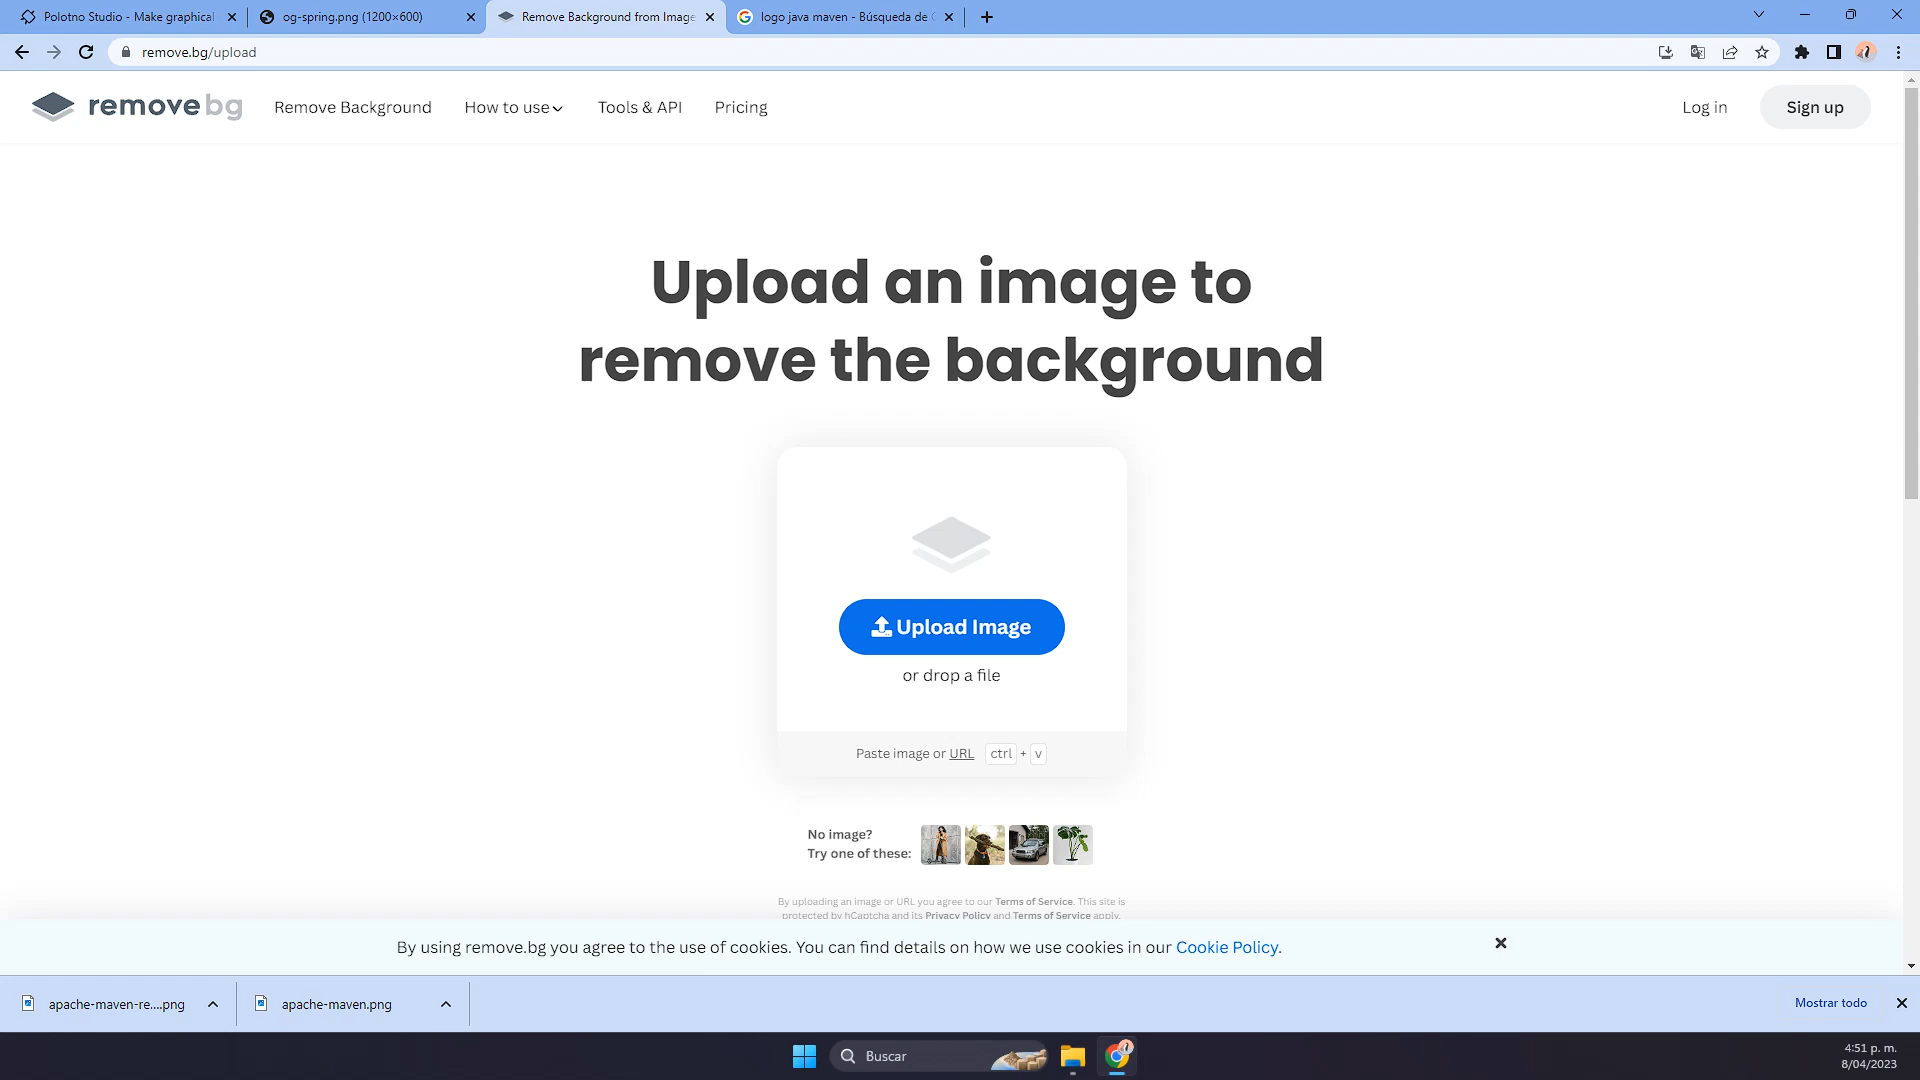 Polotno Studio - Make graphical
og-spring.png (1200×600)
Remove Background from Image
logo java maven - Búsqueda de
remove.bg/upload
removebg
Remove Background
How to use
Tools & API
Pricing
Log in
Sign up
Upload an image to
remove the background
Upload Image
or drop a file
Paste image or URL ctrl + v
No image?
Try one of these:
By uploading an image or URL you agree to our Terms of Service. This site is
protected by hCaptcha and its Privacy Policy and Terms of Service apply.
By using remove.bg you agree to the use of cookies. You can find details on how we use cookies in our Cookie Policy.
apache-maven-re....png
apache-maven.png
Mostrar todo
Buscar
4:51 p. m.
8/04/2023